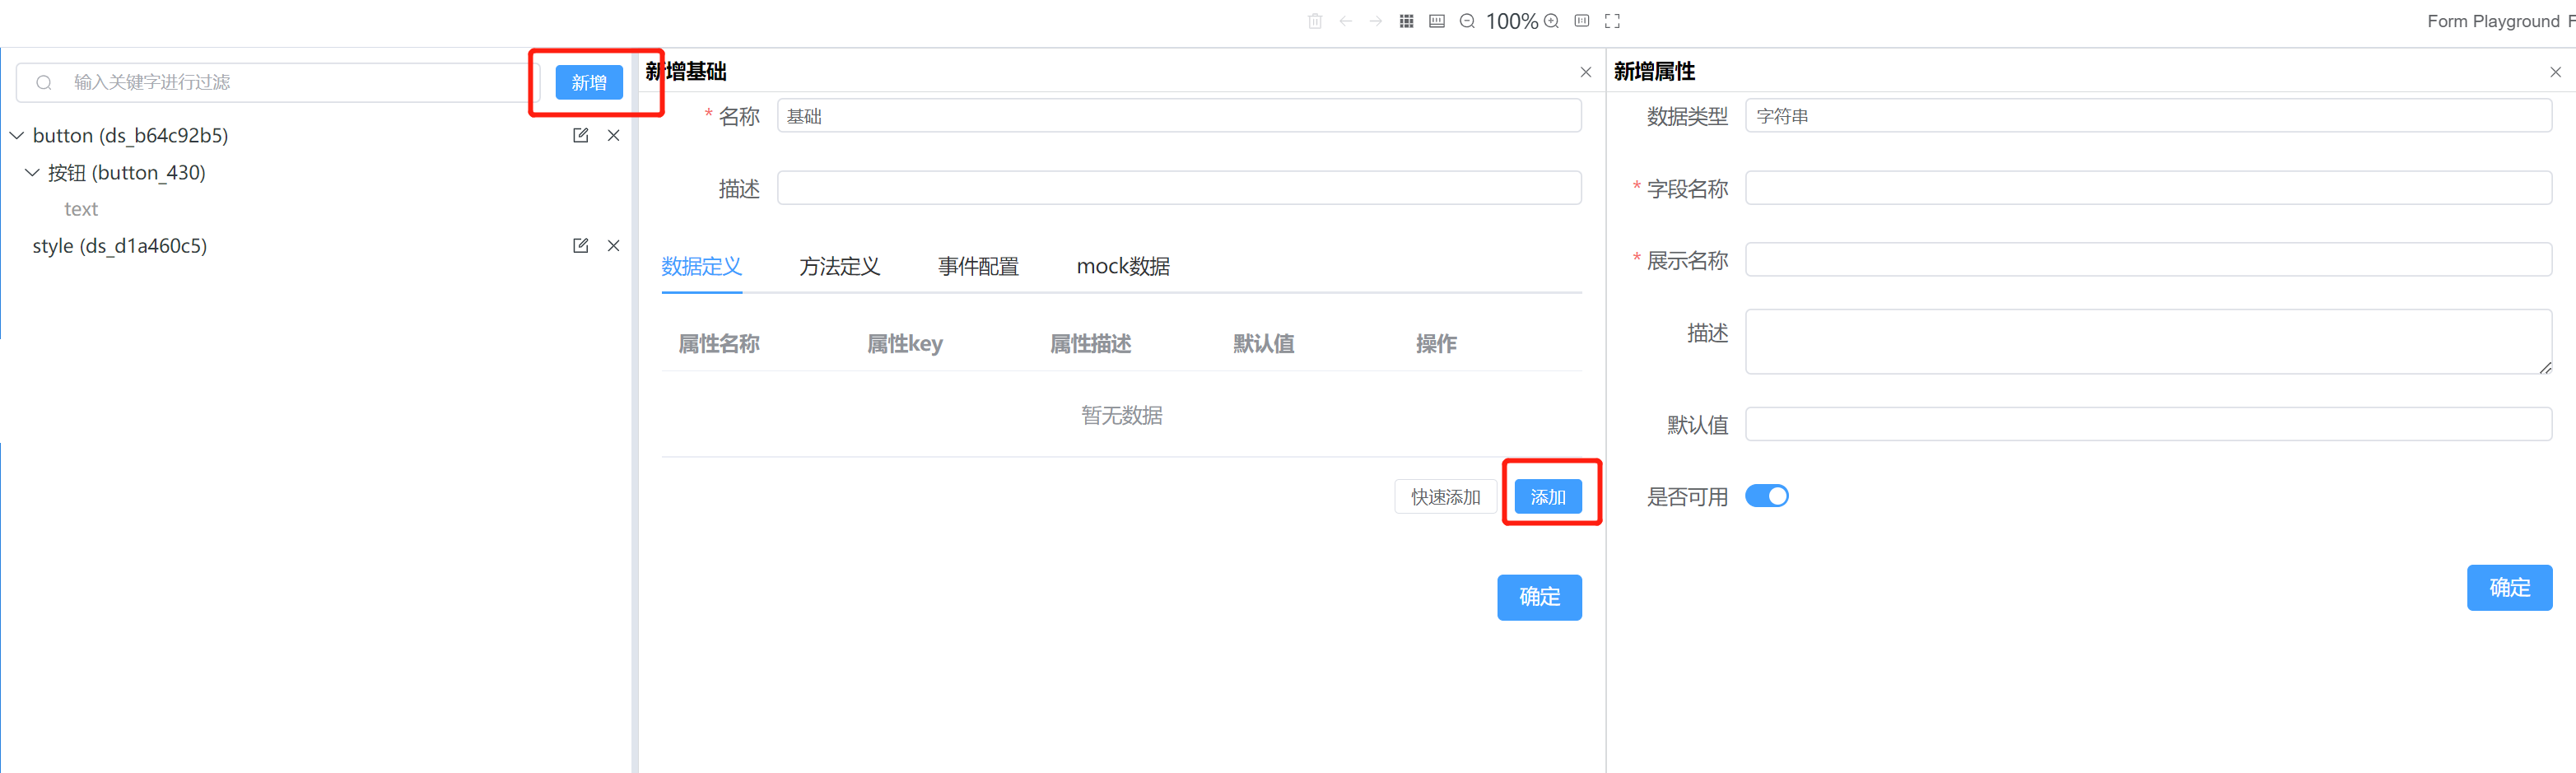 100%
Form Playground F
输入关键字进行过滤
新增
button (ds_b64c92b5)
按钮 (button_430)
text
style (ds_d1a460c5)
新增基础
* 名称 基础
描述
数据定义 方法定义 事件配置 mock数据
属性名称 属性key 属性描述 默认值 操作
暂无数据
快速添加 添加
确定
新增属性
数据类型 字符串
* 字段名称
* 展示名称
描述
默认值
是否可用
确定